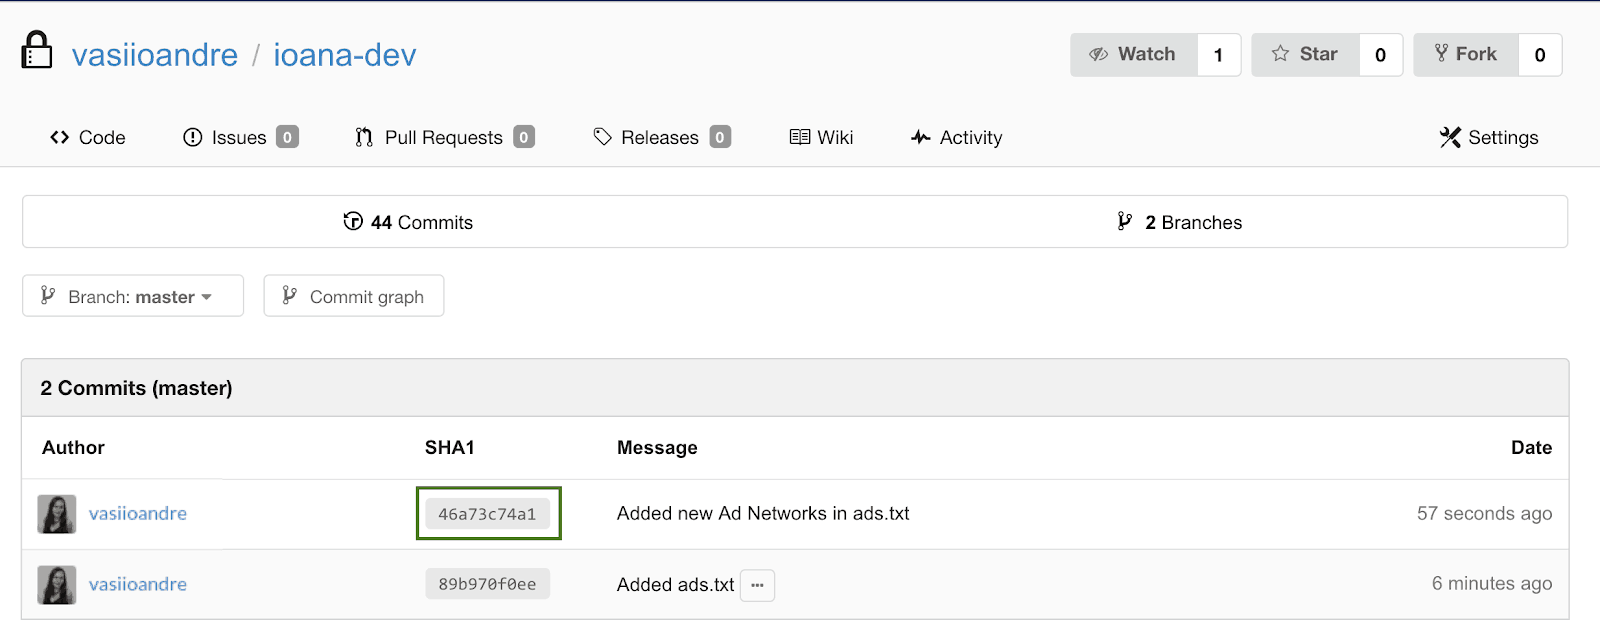 vasiioandre / ioana-dev
Watch 1 Star 0 Fork 0
Code Issues 0 Pull Requests 0 Releases 0 Wiki Activity Settings
44 Commits 2 Branches
Branch: master Commit graph
2 Commits (master)
Author SHA1 Message Date
vasiioandre 46a73c74a1 Added new Ad Networks in ads.txt 57 seconds ago
vasiioandre 89b970f0ee Added ads.txt ... 6 minutes ago